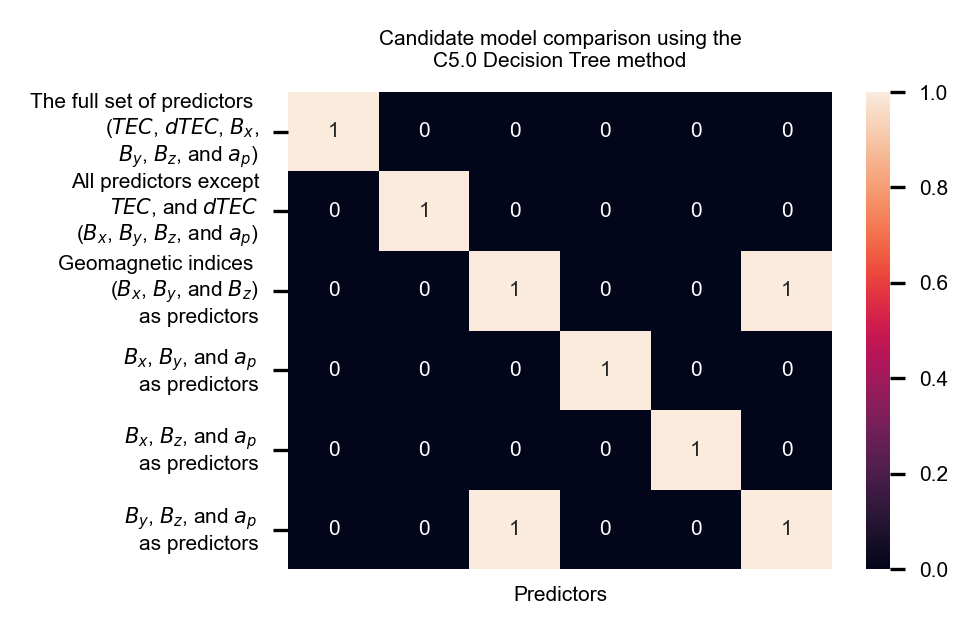 Candidate model comparison using the
C5.0 Decision Tree method
The full set of predictors
(TEC, dTEC, Bx,
By, Bz, and ap)
All predictors except
TEC, and dTEC
(Bx, By, Bz, and ap)
Geomagnetic indices
(Bx, By, and Bz)
as predictors
Bx, By, and ap
as predictors
Bx, Bz, and ap
as predictors
By, Bz, and ap
as predictors
1 0 0 0 0 0
0 1 0 0 0 0
0 0 1 0 0 1
0 0 0 1 0 0
0 0 0 0 1 0
0 0 1 0 0 1
Predictors
1.0
0.8
0.6
0.4
0.2
0.0